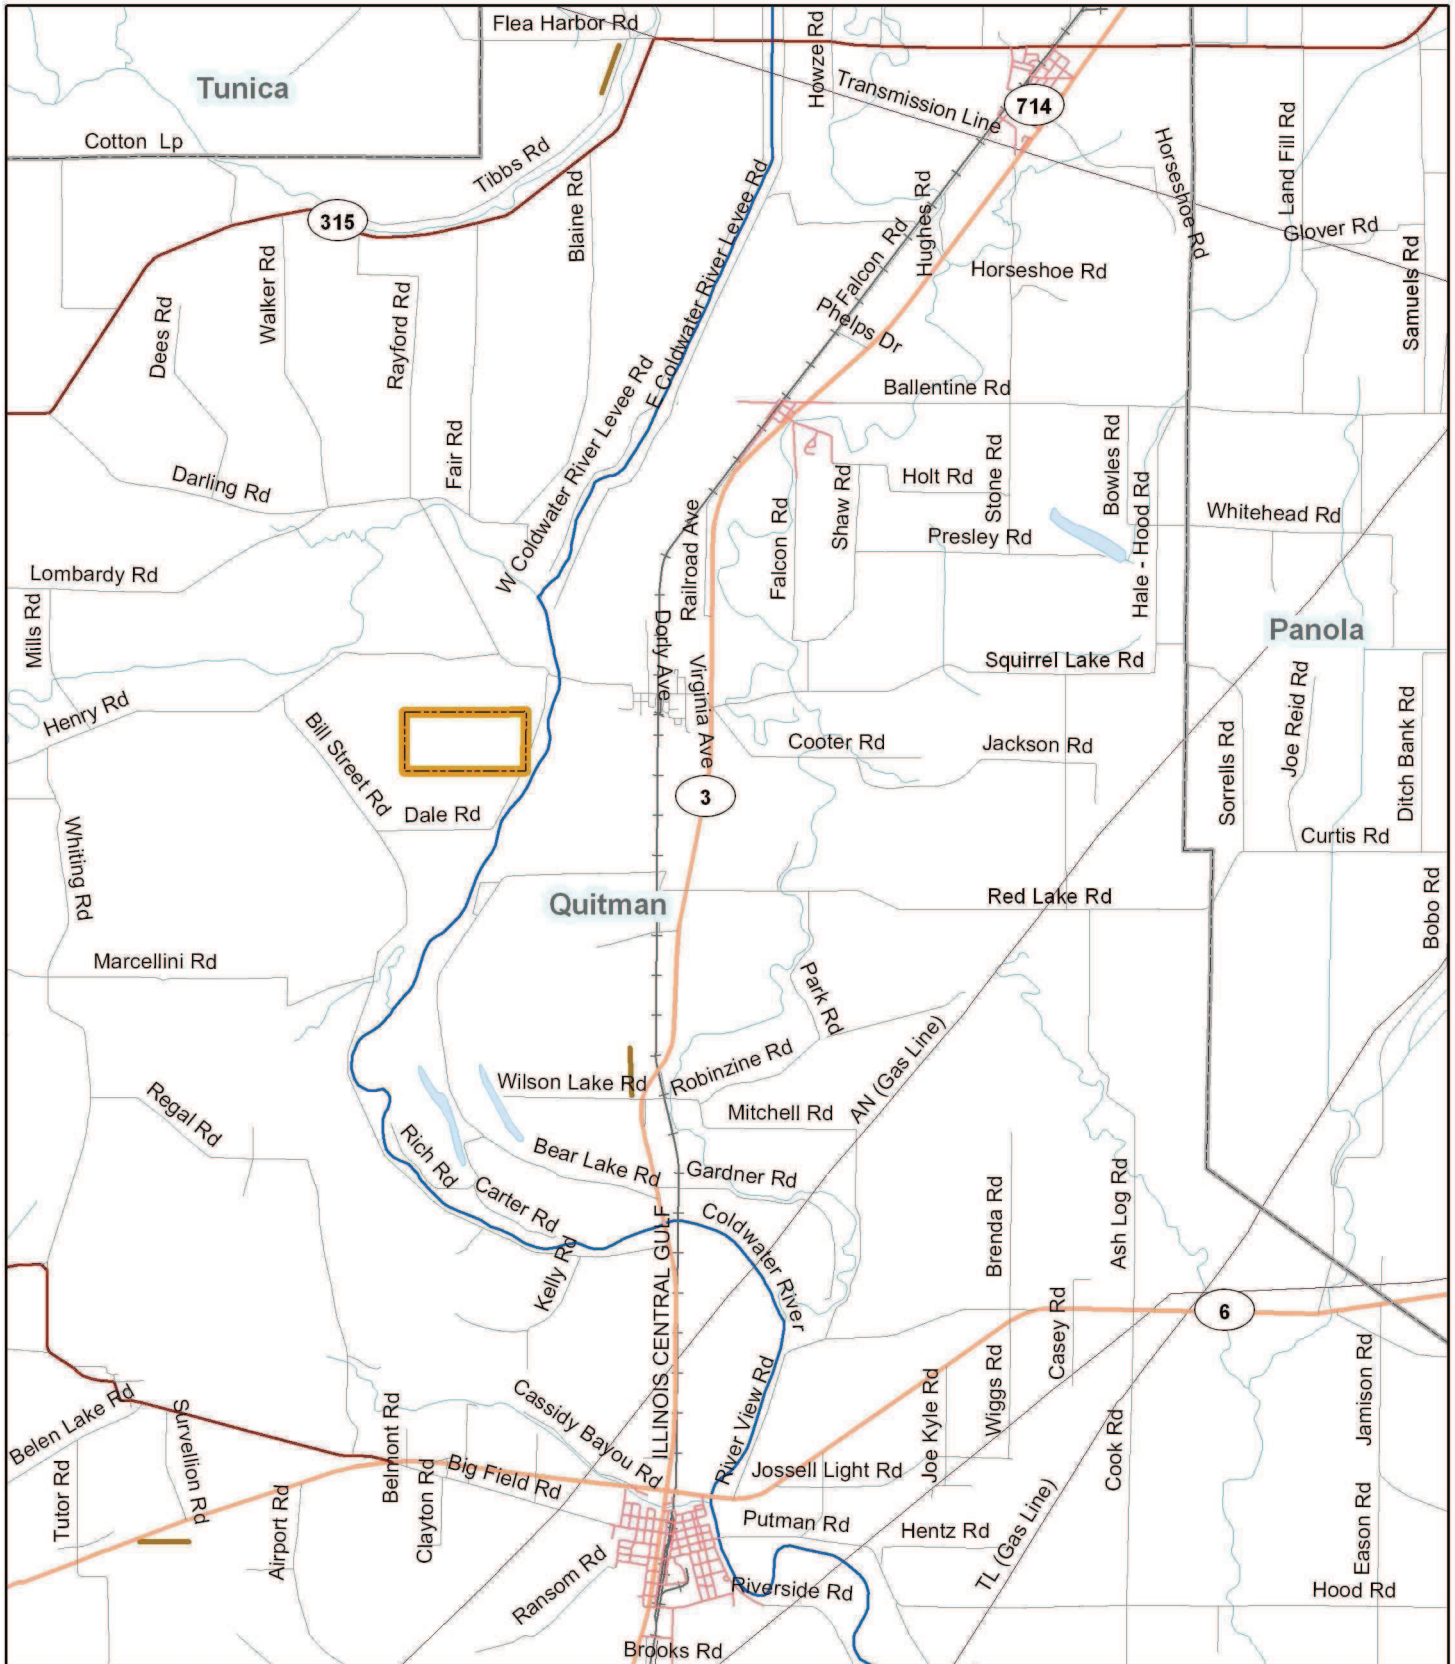 Flea Harbor Rd
Howze Rd
Tunica
Transmission Line
714
Cotton Lp
Tibbs Rd
Blaine Rd
Horseshoe Rd
Land Fill Rd
315
Glover Rd
Samuels Rd
Hughes Rd
Falcon Rd
Horseshoe Rd
Walker Rd
Dees Rd
Rayford Rd
Phelps Dr
E Coldwater River Levee Rd
W Coldwater River Levee Rd
Ballentine Rd
Fair Rd
Darling Rd
Holt Rd
Stone Rd
Bowles Rd
Shaw Rd
Hale - Hood Rd
Whitehead Rd
Railroad Ave
Falcon Rd
Presley Rd
Lombardy Rd
Mills Rd
Dorly Ave
Panola
Squirrel Lake Rd
Virginia Ave
Henry Rd
Bill Street Rd
Cooter Rd
Jackson Rd
Sorrells Rd
Joe Reid Rd
Ditch Bank Rd
3
Dale Rd
Curtis Rd
Whiting Rd
Quitman
Red Lake Rd
Bobo Rd
Marcellini Rd
Park Rd
AN (Gas Line)
Wilson Lake Rd
Robinzine Rd
Mitchell Rd
Regal Rd
Rich Rd
Bear Lake Rd
Gardner Rd
Carter Rd
Brenda Rd
Ash Log Rd
Coldwater River
Kelly Rd
ILLINOIS CENTRAL GULF
6
Casey Rd
Wiggs Rd
Jamison Rd
Joe Kyle Rd
River View Rd
Belen Lake Rd
Survellion Rd
Belmont Rd
Cassidy Bayou Rd
Cook Rd
Big Field Rd
Jossell Light Rd
Tutor Rd
Airport Rd
Clayton Rd
Putman Rd
Hentz Rd
TL (Gas Line)
Eason Rd
Ransom Rd
Riverside Rd
Hood Rd
Brooks Rd